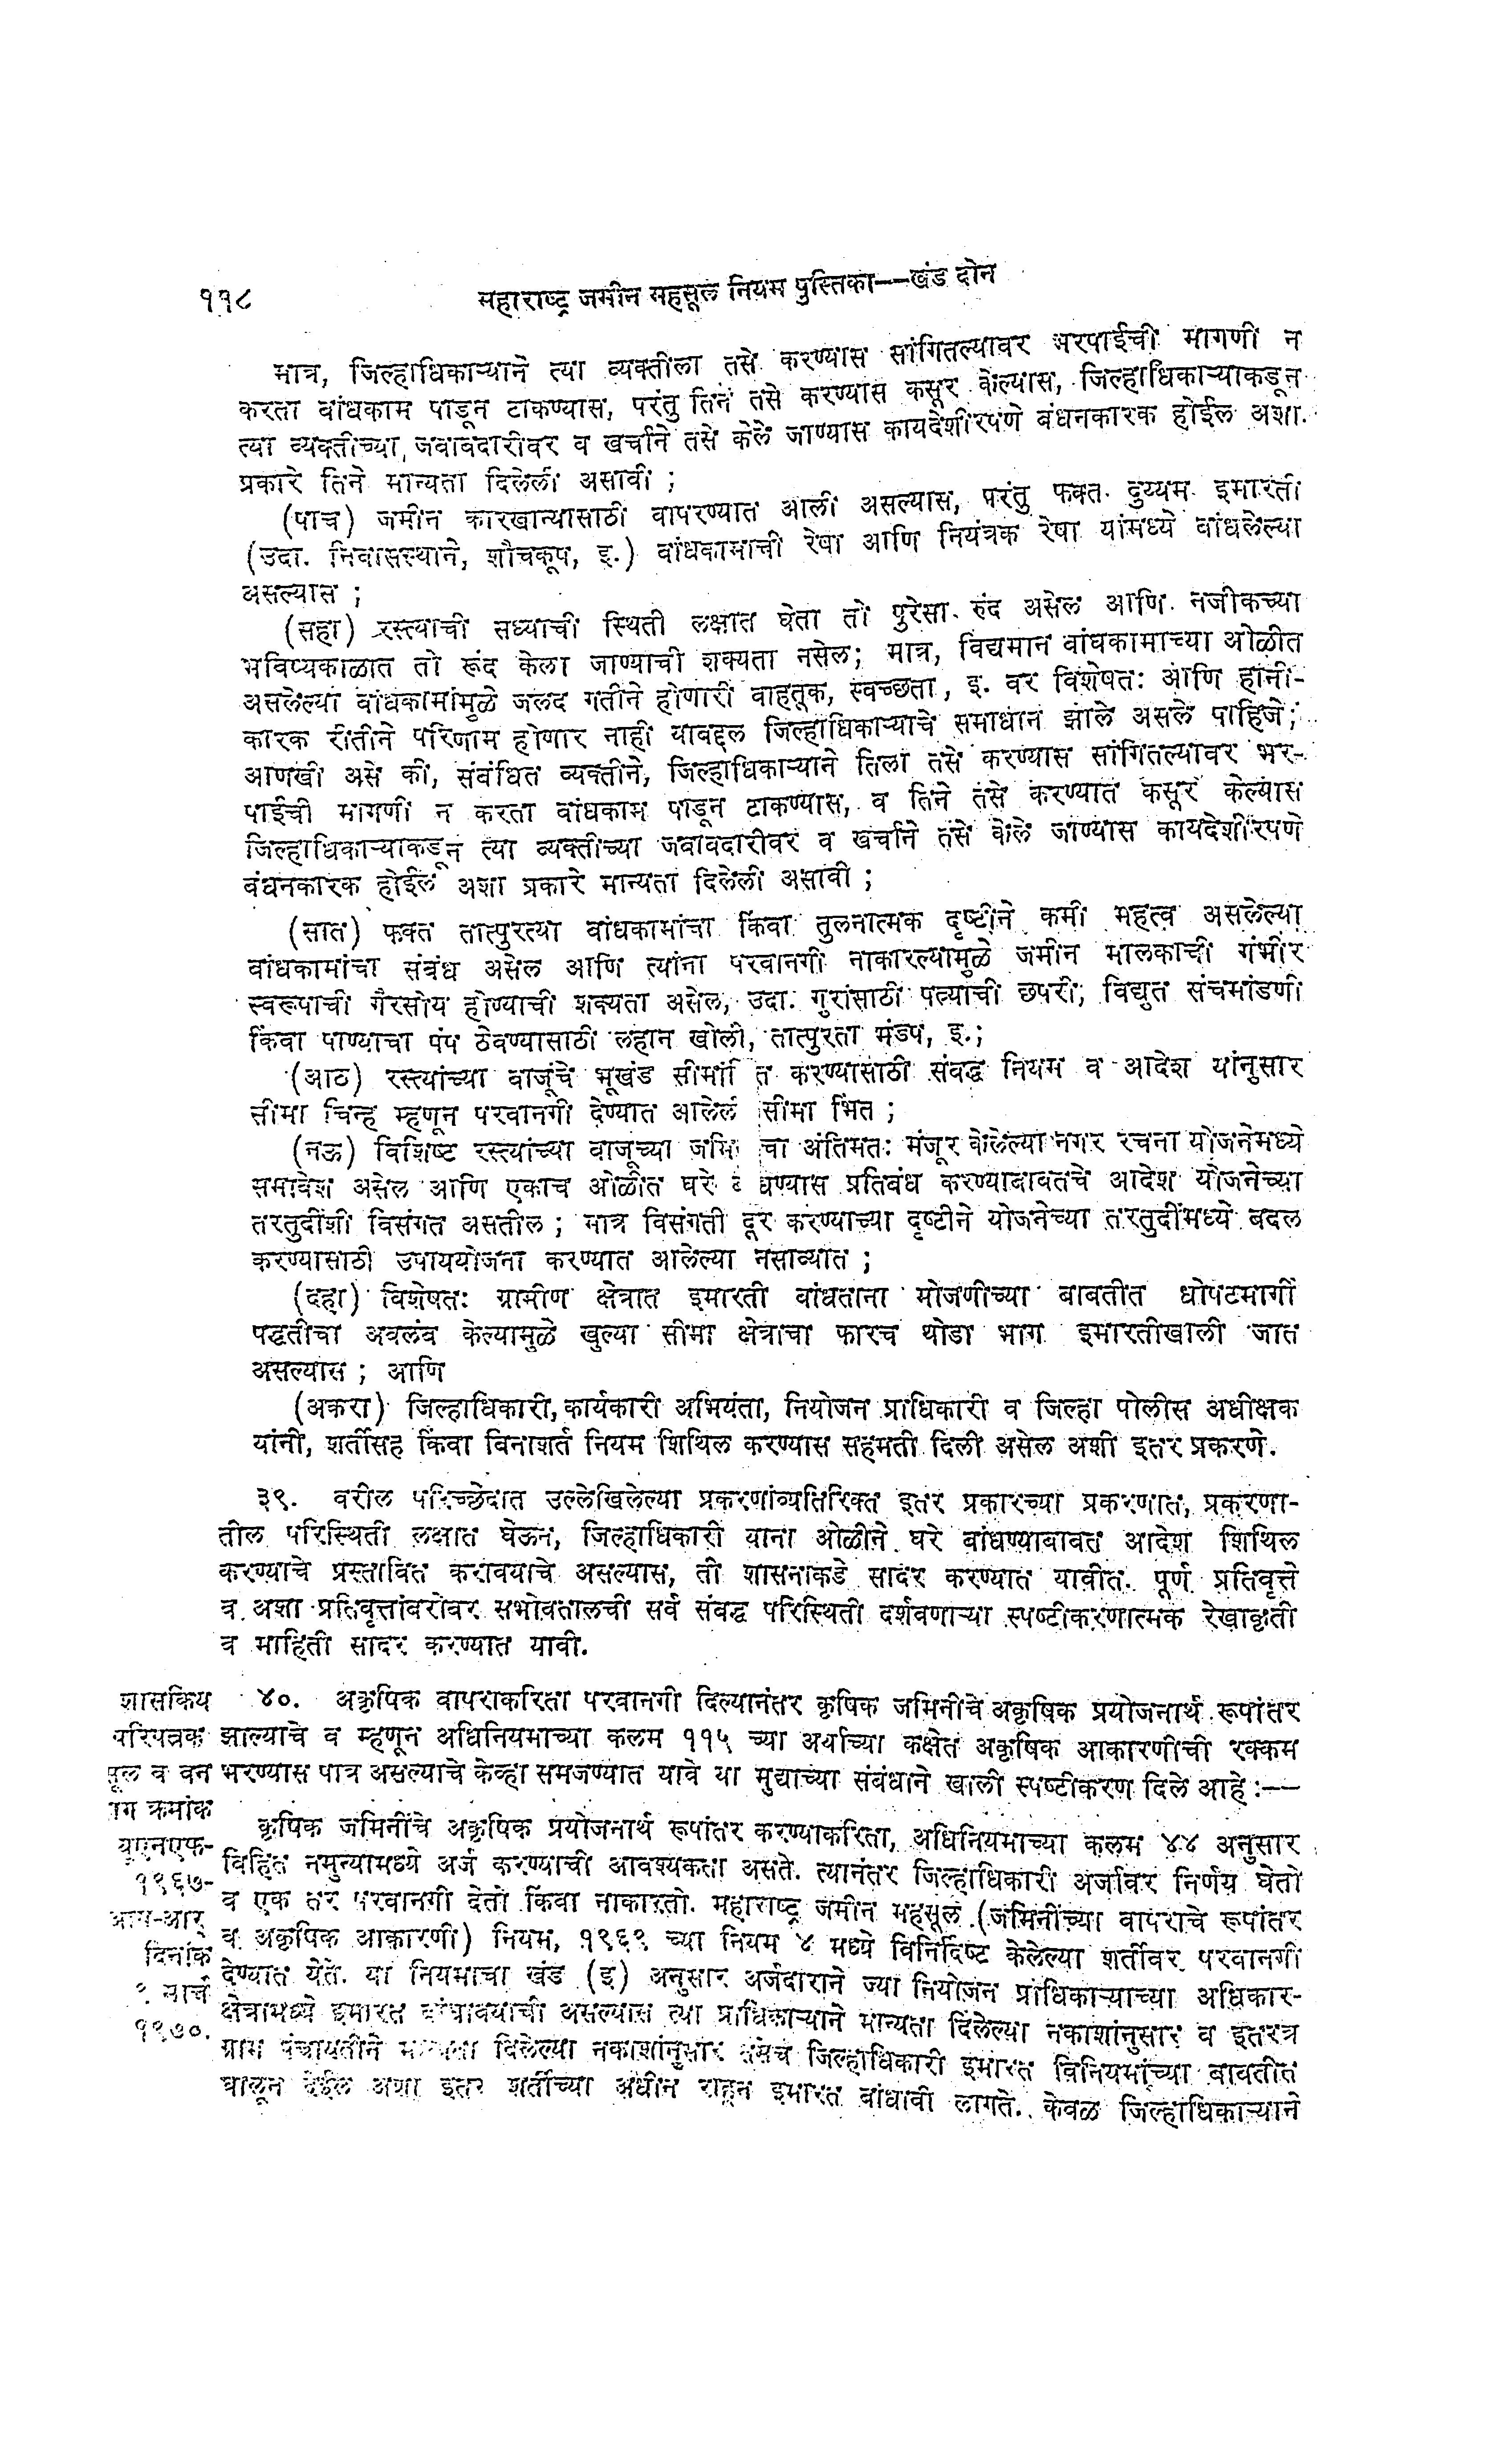 ११८
महाराष्ट्र जमीन महसूल नियम पुस्तिका--खंड दोन
मात्र, जिल्हाधिकाऱ्याने त्या व्यक्तीला तसे करण्यास सांगितल्यावर भरपाईची मागणी न
करता बांधकाम पाडून टाकण्यास, परंतु तिने तसे करण्यास कसूर केल्यास, जिल्हाधिकाऱ्याकडून
त्या व्यक्तीच्या जबाबदारीवर व खर्चाने तसे केले जाण्यास कायदेशीरपणे बंधनकारक होईल अशा
प्रकारे तिने मान्यता दिलेली असावी ;
(पाच) जमीन कारखान्यासाठी वापरण्यात आली असल्यास, परंतु फक्त दुय्यम इमारती
(उदा. निवासस्थाने, शौचकूप, इ.) बांधकामाची रेषा आणि नियंत्रक रेषा यांमध्ये बांधलेल्या
असल्यास ;
(सहा) रस्त्याची सध्याची स्थिती लक्षात घेता तो पुरेसा रुंद असेल आणि नजीकच्या
भविष्यकाळात तो रूंद केला जाण्याची शक्यता नसेल; मात्र, विद्यमान बांधकामाच्या ओळीत
असलेल्या बांधकामांमुळे जलद गतीने होणारी वाहतूक, स्वच्छता, इ. वर विशेषतः आणि हानी-
कारक रीतीने परिणाम होणार नाही याबद्दल जिल्हाधिकाऱ्याचे समाधान झाले असले पाहिजे;
आणखी असे की, संबंधित व्यक्तीने, जिल्हाधिकाऱ्याने तिला तसे करण्यास सांगितल्यावर भर-
पाईची मागणी न करता बांधकाम पाडून टाकण्यास, व तिने तसे करण्यात कसूर केल्यास
जिल्हाधिकाऱ्याकडून त्या व्यक्तीच्या जबाबदारीवर व खर्चाने तसे केले जाण्यास कायदेशीरपणे
बंधनकारक होईल अशा प्रकारे मान्यता दिलेली असावी ;
(सात) फक्त तात्पुरत्या बांधकामांचा किंवा तुलनात्मक दृष्टीने कमी महत्व असलेल्या
बांधकामांचा संबंध असेल आणि त्यांना परवानगी नाकारल्यामुळे जमीन मालकाची गंभीर
स्वरूपाची गैरसोय होण्याची शक्यता असेल, उदा. गुरांसाठी पत्र्याची छपरी, विद्युत संचमांडणी
किंवा पाण्याचा पंप ठेवण्यासाठी लहान खोली, तात्पुरता मंडप, इ.;
(आठ) रस्त्यांच्या बाजूंचे भूखंड करण्यासाठी संबद्ध नियम व आदेश यांनुसार
सीमा चिन्ह म्हणून परवानगी देण्यात आलेली सीमा भिंत ;
(नऊ) विशिष्ट रस्त्यांच्या बाजूच्या अंतिमतः मंजूर केलेल्या नगर रचना योजनेमध्ये
समावेश असेल आणि एकाच ओळीत घरे प्रतिबंध करण्याबाबतचे आदेश योजनेच्या
तरतुदींशी विसंगत असतील ; मात्र विसंगती दूर करण्याच्या दृष्टीने योजनेच्या तरतुदींमध्ये बदल
करण्यासाठी उपाययोजना करण्यात आलेल्या नसाव्यात ;
(दहा) विशेषतः ग्रामीण क्षेत्रात इमारती बांधताना मोजणीच्या बाबतीत धोपटमार्गी
पद्धतीचा अवलंब केल्यामुळे खुल्या सीमा क्षेत्राचा फारच थोडा भाग इमारतीखाली जात
असल्यास ; आणि
(अकरा) जिल्हाधिकारी, कार्यकारी अभियंता, नियोजन प्राधिकारी व जिल्हा पोलीस अधीक्षक
यांनी, शर्तीसह किंवा बिनाशर्त नियम शिथिल करण्यास सहमती दिली असेल अशी इतर प्रकरणे.
३९. वरील परिच्छेदात उल्लेखिलेल्या प्रकरणांव्यतिरिक्त इतर प्रकारच्या प्रकरणात, प्रकरणा-
तील परिस्थिती लक्षात घेऊन, जिल्हाधिकारी याना ओळीने घरे बांधण्याबाबत आदेश शिथिल
करण्याचे प्रस्तावित करावयाचे असल्यास, ती शासनाकडे सादर करण्यात यावीत. पूर्ण प्रतिवृत्ते
व अशा प्रतिवृत्तांबरोबर सभोवतालची सर्व संबद्ध परिस्थिती दर्शवणाऱ्या स्पष्टीकरणात्मक रेखाकृती
व माहिती सादर करण्यात यावी.
शासकिय
परिपत्रक
सूल व वन
क्रमांक
यूएनएफ-
१९६७-
आय-आर
दिनांक
मार्च
१९७०.
४०. अकृषिक वापराकरिता परवानगी दिल्यानंतर कृषिक जमिनीचे अकृषिक प्रयोजनार्थ रूपांतर
झाल्याचे व म्हणून अधिनियमाच्या कलम ११५ च्या अर्थाच्या कक्षेत अकृषिक आकारणीची रक्कम
भरण्यास पात्र असल्याचे केव्हा समजण्यात यावे या मुद्याच्या संबंधाने खाली स्पष्टीकरण दिले आहे :--
कृषिक जमिनींचे अकृषिक प्रयोजनार्थ रूपांतर करण्याकरिता, अधिनियमाच्या कलम ४४ अनुसार
विहित नमुन्यामध्ये अर्ज करण्याची आवश्यकता असते. त्यानंतर जिल्हाधिकारी अर्जावर निर्णय घेतो
व एक तर परवानगी देतो किंवा नाकारतो. महाराष्ट्र जमीन महसूल (जमिनींच्या वापराचे रूपांतर
व अकृषिक आकारणी) नियम, १९६९ च्या नियम ४ मध्ये विनिर्दिष्ट केलेल्या शर्तीवर परवानगी
देण्यात येते. या नियमाचा खंड (इ) अनुसार अर्जदाराने ज्या नियोजन प्राधिकाऱ्याच्या अधिकार-
क्षेत्रामध्ये इमारत बांधावयाची असल्यास त्या प्राधिकाऱ्याने मान्यता दिलेल्या नकाशांनुसार व इतरत्र
ग्राम पंचायतीने मान्यता दिलेल्या नकाशांनुसार तसेच जिल्हाधिकारी इमारत विनियमांच्या बाबतीत
घालून देईल अशा इतर शर्तीच्या अधीन राहून इमारत बांधावी लागते. केवळ जिल्हाधिकाऱ्याने